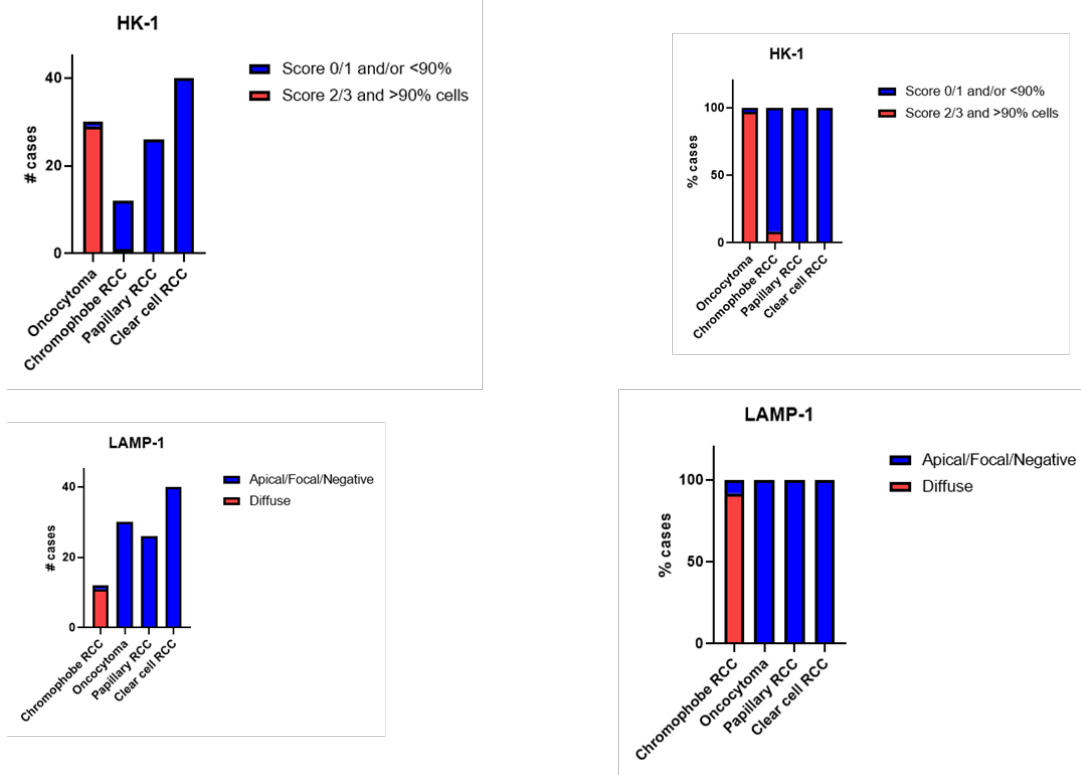 HK-1
Score 0/1 and/or <90%
Score 2/3 and >90% cells
# cases
40
20
0
Oncocytoma
Chromophobe RCC
Papillary RCC
Clear cell RCC
HK-1
Score 0/1 and/or <90%
Score 2/3 and >90% cells
% cases
100
50
0
Oncocytoma
Chromophobe RCC
Papillary RCC
Clear cell RCC
LAMP-1
Apical/Focal/Negative
Diffuse
# cases
40
20
0
Chromophobe RCC
Oncocytoma
Papillary RCC
Clear cell RCC
LAMP-1
Apical/Focal/Negative
Diffuse
% cases
100
50
0
Chromophobe RCC
Oncocytoma
Papillary RCC
Clear cell RCC